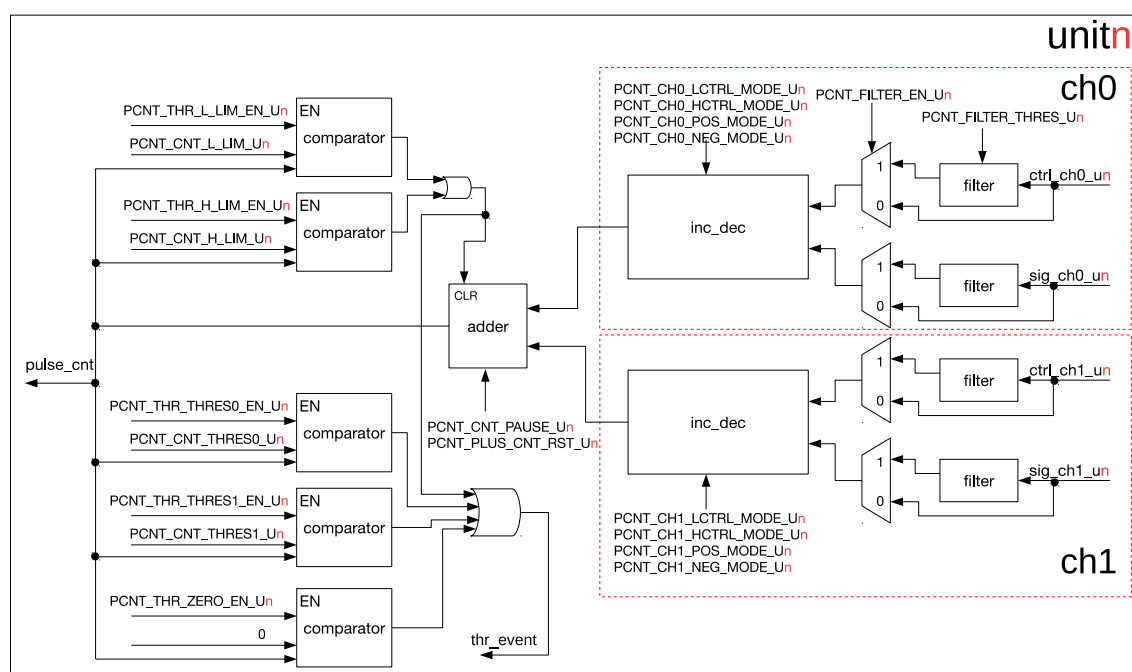 unitn
ch0
PCNT_THR_L_LIM_EN_Un
PCNT_CNT_L_LIM_Un
EN
comparator
PCNT_THR_H_LIM_EN_Un
PCNT_CNT_H_LIM_Un
EN
comparator
PCNT_CH0_LCTRL_MODE_Un
PCNT_CH0_HCTRL_MODE_Un
PCNT_CH0_POS_MODE_Un
PCNT_CH0_NEG_MODE_Un
PCNT_FILTER_EN_Un
PCNT_FILTER_THRES_Un
inc_dec
1
0
filter
ctrl_ch0_un
1
0
filter
sig_ch0_un
CLR
adder
pulse_cnt
PCNT_CNT_PAUSE_Un
PCNT_PLUS_CNT_RST_Un
inc_dec
1
0
filter
ctrl_ch1_un
1
0
filter
sig_ch1_un
PCNT_CH1_LCTRL_MODE_Un
PCNT_CH1_HCTRL_MODE_Un
PCNT_CH1_POS_MODE_Un
PCNT_CH1_NEG_MODE_Un
ch1
PCNT_THR_THRES0_EN_Un
PCNT_CNT_THRES0_Un
EN
comparator
PCNT_THR_THRES1_EN_Un
PCNT_CNT_THRES1_Un
EN
comparator
PCNT_THR_ZERO_EN_Un
0
EN
comparator
thr_event